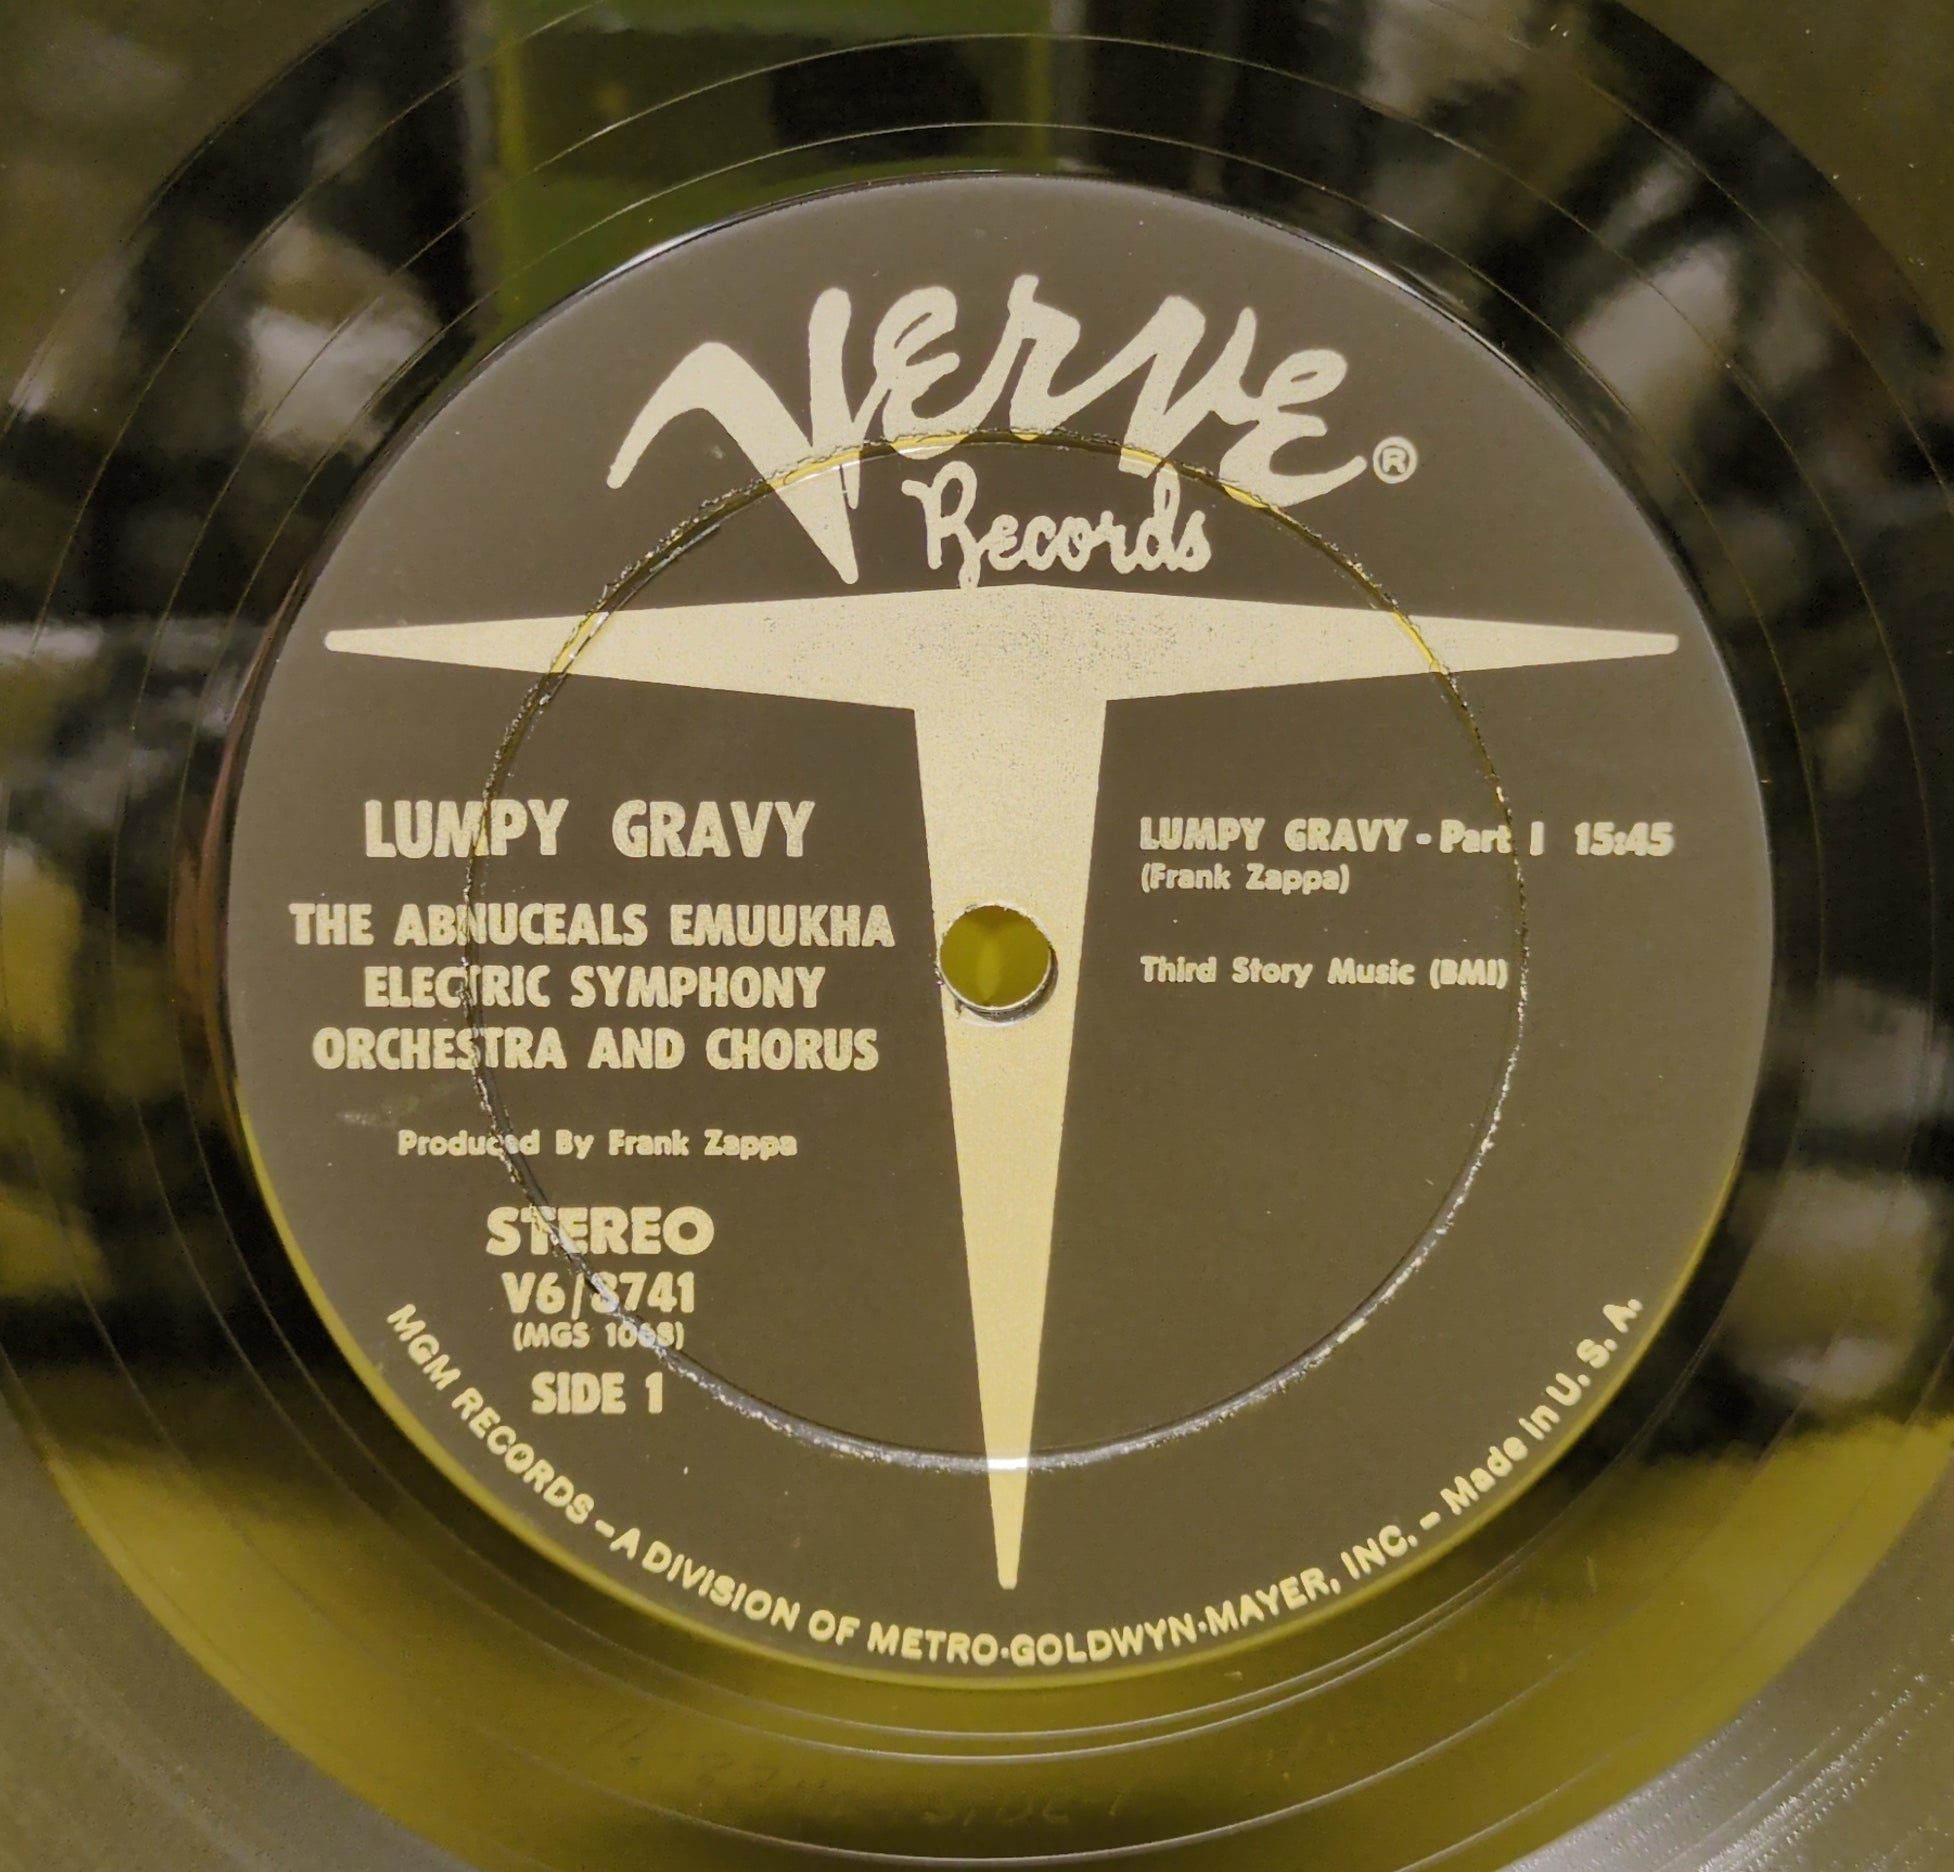 Verve®
Records
LUMPY GRAVY
THE ABNUCEALS EMUUKHA
ELECTRIC SYMPHONY
ORCHESTRA AND CHORUS
Produced By Frank Zappa
STEREO
V6/8741
(MGS 1068)
SIDE 1
LUMPY GRAVY - Part I 15:45
(Frank Zappa)
Third Story Music (BMI)
MGM RECORDS – A DIVISION OF METRO·GOLDWYN·MAYER, INC. – Made in U. S. A.
SIDE-1